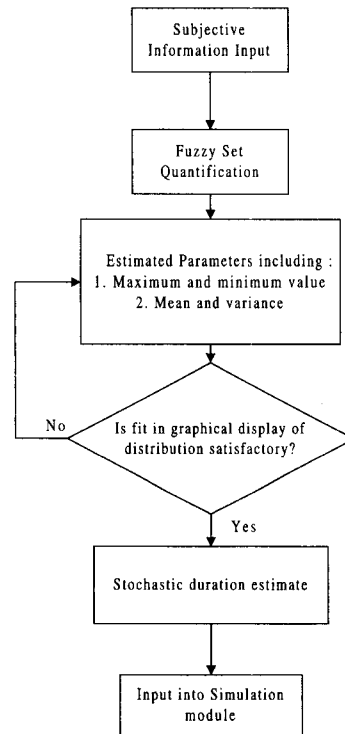 Subjective
Information Input
Fuzzy Set
Quantification
Estimated Parameters including :
1. Maximum and minimum value
2. Mean and variance
No
Is fit in graphical display of
distribution satisfactory?
Yes
Stochastic duration estimate
Input into Simulation
module